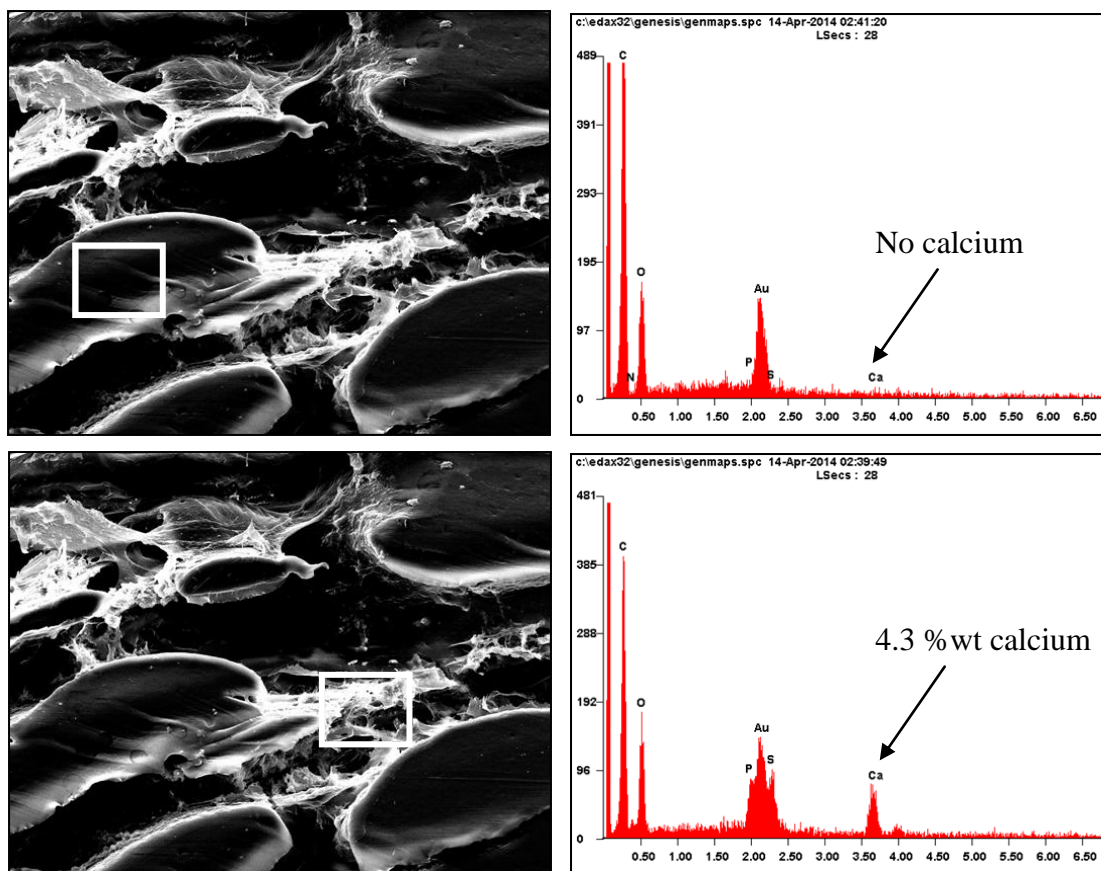 c:\edax32\genesis\genmaps.spc 14-Apr-2014 02:41:20
LSecs : 28
489
C
391
293
No calcium
195
O
Au
97
P
N
S
Ca
0
0.50 1.00 1.50 2.00 2.50 3.00 3.50 4.00 4.50 5.00 5.50 6.00 6.50
c:\edax32\genesis\genmaps.spc 14-Apr-2014 02:39:49
LSecs : 28
481
C
385
288
4.3 %wt calcium
192
O
Au
P
S
96
Ca
0
0.50 1.00 1.50 2.00 2.50 3.00 3.50 4.00 4.50 5.00 5.50 6.00 6.50